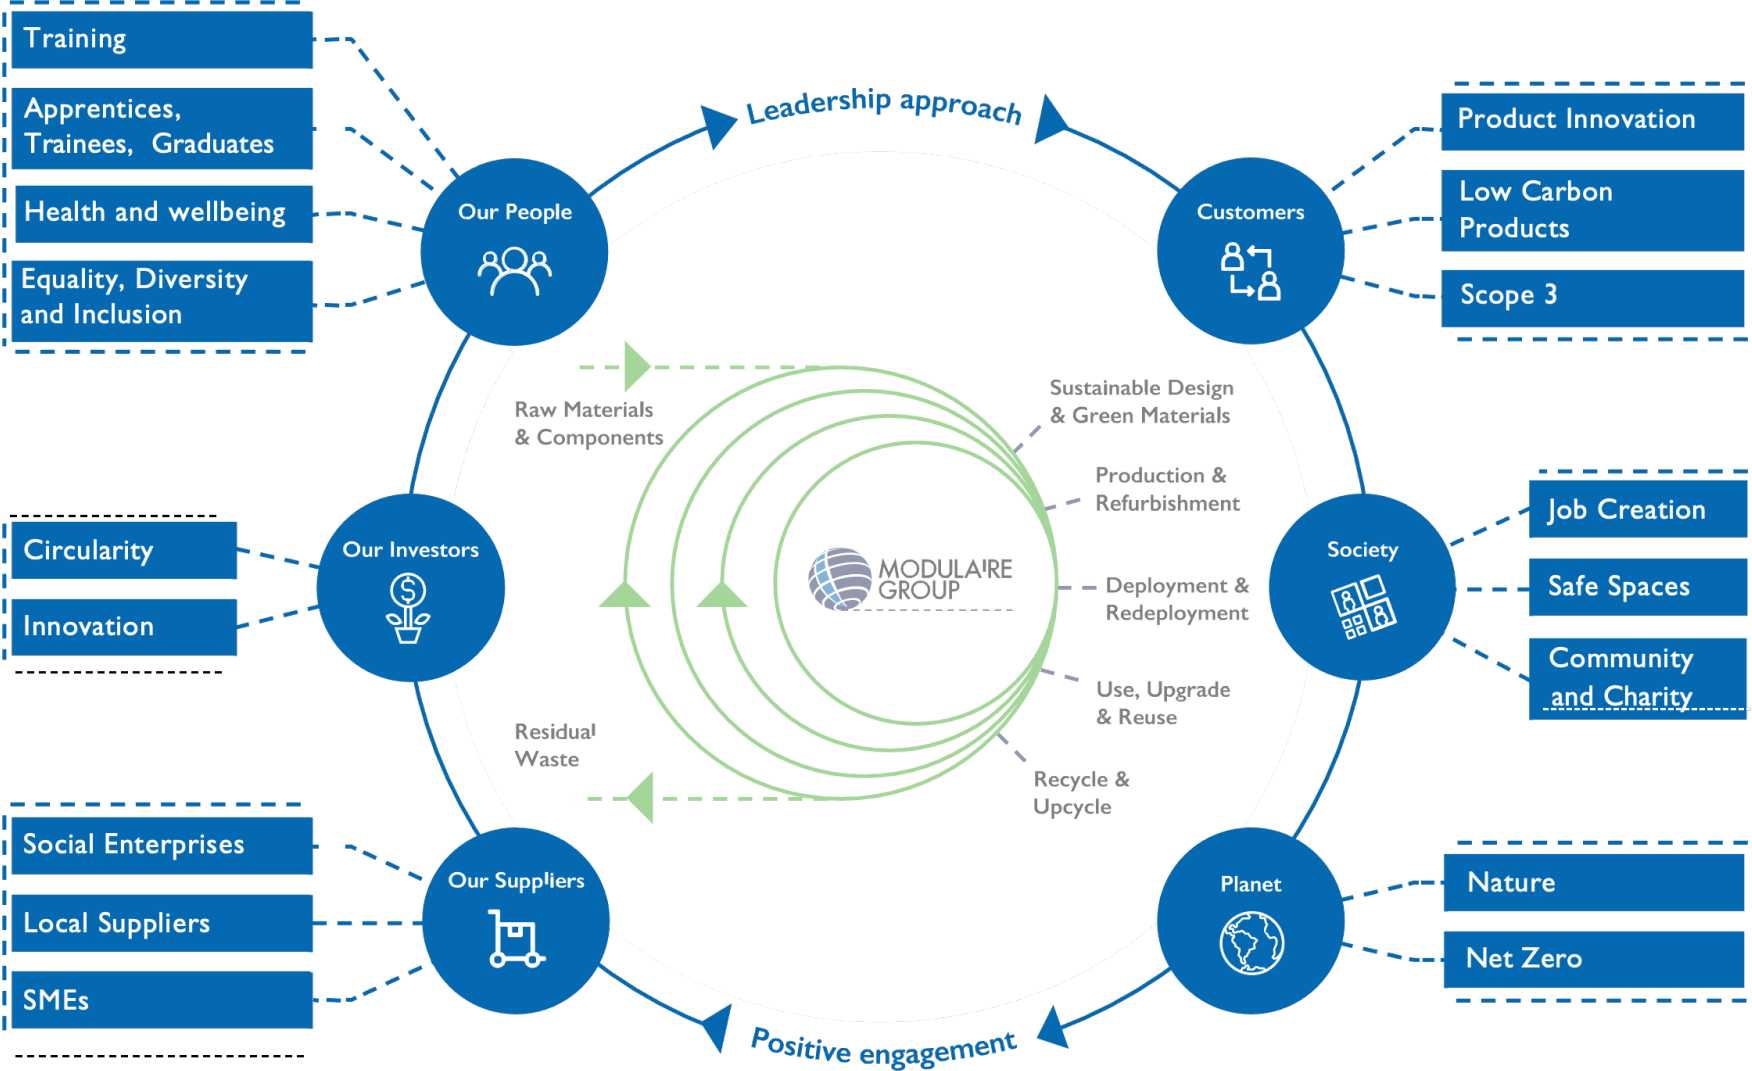 Training
Apprentices,
Trainees, Graduates
Health and wellbeing
Equality, Diversity
and Inclusion
Our People
Leadership approach
Customers
Product Innovation
Low Carbon
Products
Scope 3
Raw Materials
& Components
Sustainable Design
& Green Materials
Production &
Refurbishment
Deployment &
Redeployment
Use, Upgrade
& Reuse
Recycle &
Upcycle
Residual
Waste
MODULAIRE
GROUP
Circularity
Innovation
Our Investors
$
Society
Job Creation
Safe Spaces
Community
and Charity
Social Enterprises
Local Suppliers
SMEs
Our Suppliers
Positive engagement
Planet
Nature
Net Zero